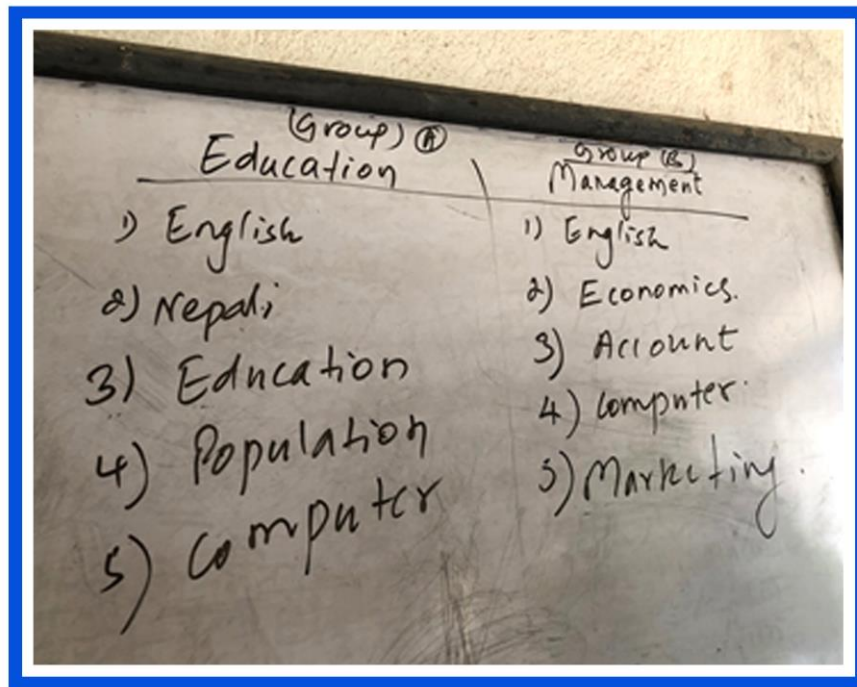 (Group) Ⓐ
Education
1) English
2) Nepali
3) Education
4) Population
5) Computer
Group (B)
Management
1) English
2) Economics.
3) Account
4) Computer.
5) Marketing.